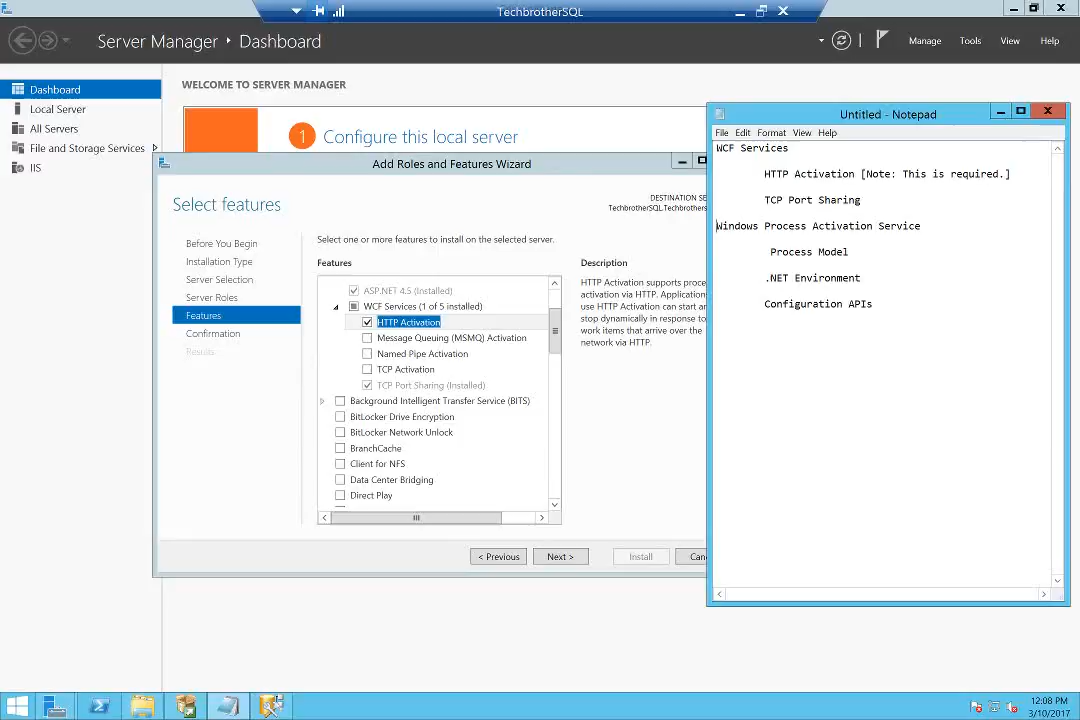 TechbrotherSQL
Server Manager • Dashboard
Manage Tools View Help
Dashboard
Local Server
All Servers
File and Storage Services
IIS
WELCOME TO SERVER MANAGER
1 Configure this local server
Add Roles and Features Wizard
Select features
DESTINATION SE
TechbrotherSQL.Techbrothers
Before You Begin
Installation Type
Server Selection
Server Roles
Features
Confirmation
Results
Select one or more features to install on the selected server.
Features
ASP.NET 4.5 (Installed)
WCF Services (1 of 5 installed)
HTTP Activation
Message Queuing (MSMQ) Activation
Named Pipe Activation
TCP Activation
TCP Port Sharing (Installed)
Background Intelligent Transfer Service (BITS)
BitLocker Drive Encryption
BitLocker Network Unlock
BranchCache
Client for NFS
Data Center Bridging
Direct Play
Description
HTTP Activation supports proce
activation via HTTP. Application
use HTTP Activation can start an
stop dynamically in response to
work items that arrive over the
network via HTTP.
< Previous Next > Install Can
Untitled - Notepad
File Edit Format View Help
WCF Services
HTTP Activation [Note: This is required.]
TCP Port Sharing
Windows Process Activation Service
Process Model
.NET Environment
Configuration APIs
12:08 PM
3/10/2017